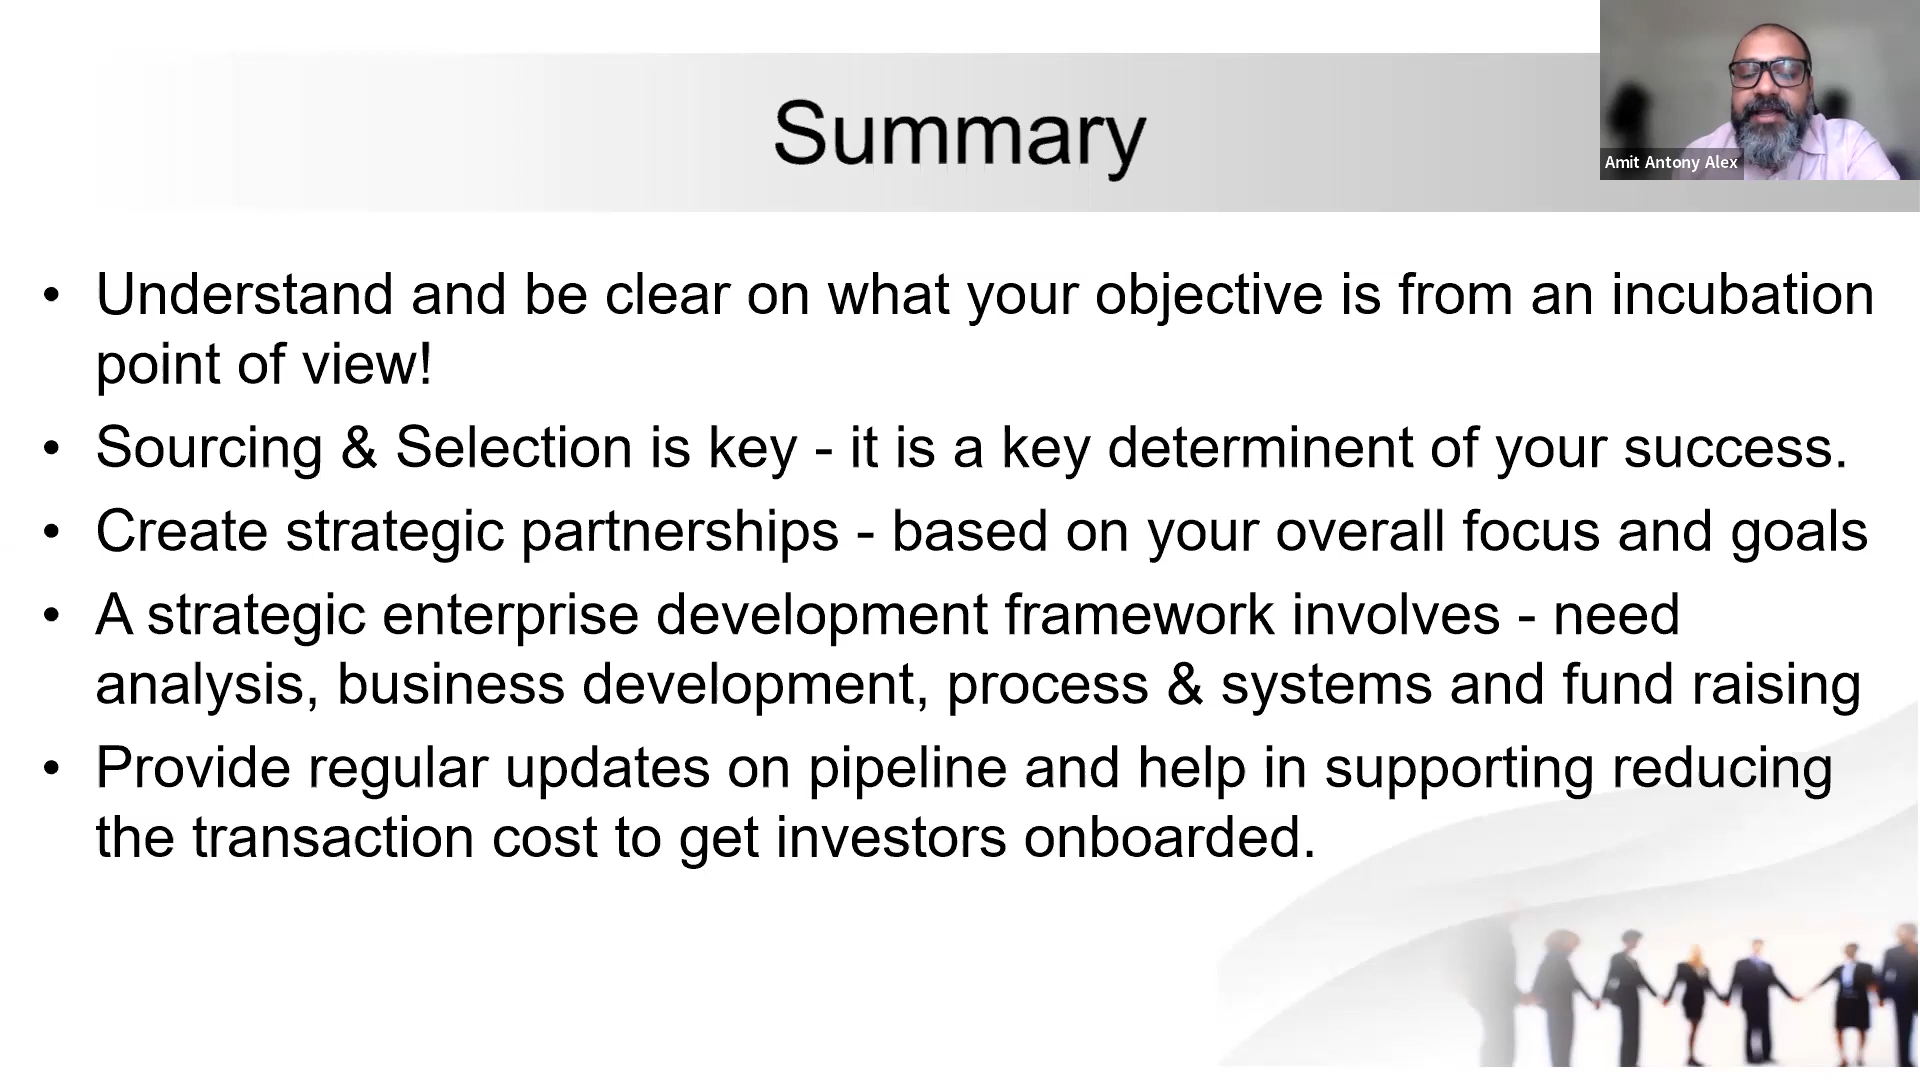 Summary
Amit Antony Alex
• Understand and be clear on what your objective is from an incubation
point of view!
• Sourcing & Selection is key - it is a key determinent of your success.
• Create strategic partnerships - based on your overall focus and goals
• A strategic enterprise development framework involves - need
analysis, business development, process & systems and fund raising
• Provide regular updates on pipeline and help in supporting reducing
the transaction cost to get investors onboarded.